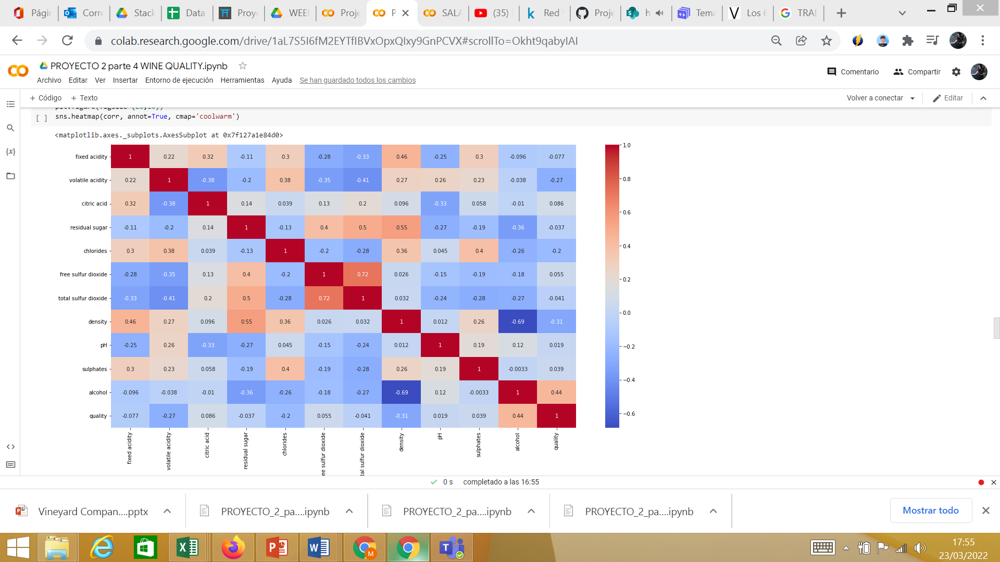 Págir
Corre
Stack
Data
Proye
WEE
Proje
P
SALA
(35)
Red
Proje
h
Tema
Los 6
TRAD
colab.research.google.com/drive/1aL7S5I6fM2EYTfIBVxOpxQIxy9GnPCVX#scrollTo=Okht9qabyIAI
PROYECTO 2 parte 4 WINE QUALITY.ipynb
Comentario
Compartir
Archivo Editar Ver Insertar Entorno de ejecución Herramientas Ayuda Se han guardado todos los cambios
+ Código + Texto
Volver a conectar
Editar
[ ] sns.heatmap(corr, annot=True, cmap='coolwarm')
<matplotlib.axes._subplots.AxesSubplot at 0x7f127a1e84d0>
fixed acidity 1 0.22 0.32 -0.11 0.3 -0.28 -0.33 0.46 -0.25 0.3 -0.096 -0.077
volatile acidity 0.22 1 -0.38 -0.2 0.38 -0.35 -0.41 0.27 0.26 0.23 -0.038 -0.27
citric acid 0.32 -0.38 1 0.14 0.039 0.13 0.2 0.096 -0.33 0.058 -0.01 0.086
residual sugar -0.11 -0.2 0.14 1 -0.13 0.4 0.5 0.55 -0.27 -0.19 -0.36 -0.037
chlorides 0.3 0.38 0.039 -0.13 1 -0.2 -0.28 0.36 0.045 0.4 -0.26 -0.2
free sulfur dioxide -0.28 -0.35 0.13 0.4 -0.2 1 0.72 0.026 -0.15 -0.19 -0.18 0.055
total sulfur dioxide -0.33 -0.41 0.2 0.5 -0.28 0.72 1 0.032 -0.24 -0.28 -0.27 -0.041
density 0.46 0.27 0.096 0.55 0.36 0.026 0.032 1 0.012 0.26 -0.69 -0.31
pH -0.25 0.26 -0.33 -0.27 0.045 -0.15 -0.24 0.012 1 0.19 0.12 0.019
sulphates 0.3 0.23 0.058 -0.19 0.4 -0.19 -0.28 0.26 0.19 1 -0.0033 0.039
alcohol -0.096 -0.038 -0.01 -0.36 -0.26 -0.18 -0.27 -0.69 0.12 -0.0033 1 0.44
quality -0.077 -0.27 0.086 -0.037 -0.2 0.055 -0.041 -0.31 0.019 0.039 0.44 1
fixed acidity
volatile acidity
citric acid
residual sugar
chlorides
ee sulfur dioxide
tal sulfur dioxide
density
pH
sulphates
alcohol
quality
1.0
0.8
0.6
0.4
0.2
0.0
−0.2
−0.4
−0.6
0 s completado a las 16:55
Vineyard Compan....pptx
PROYECTO_2_pa....ipynb
PROYECTO_2_pa....ipynb
PROYECTO_2_pa....ipynb
Mostrar todo
17:55
23/03/2022